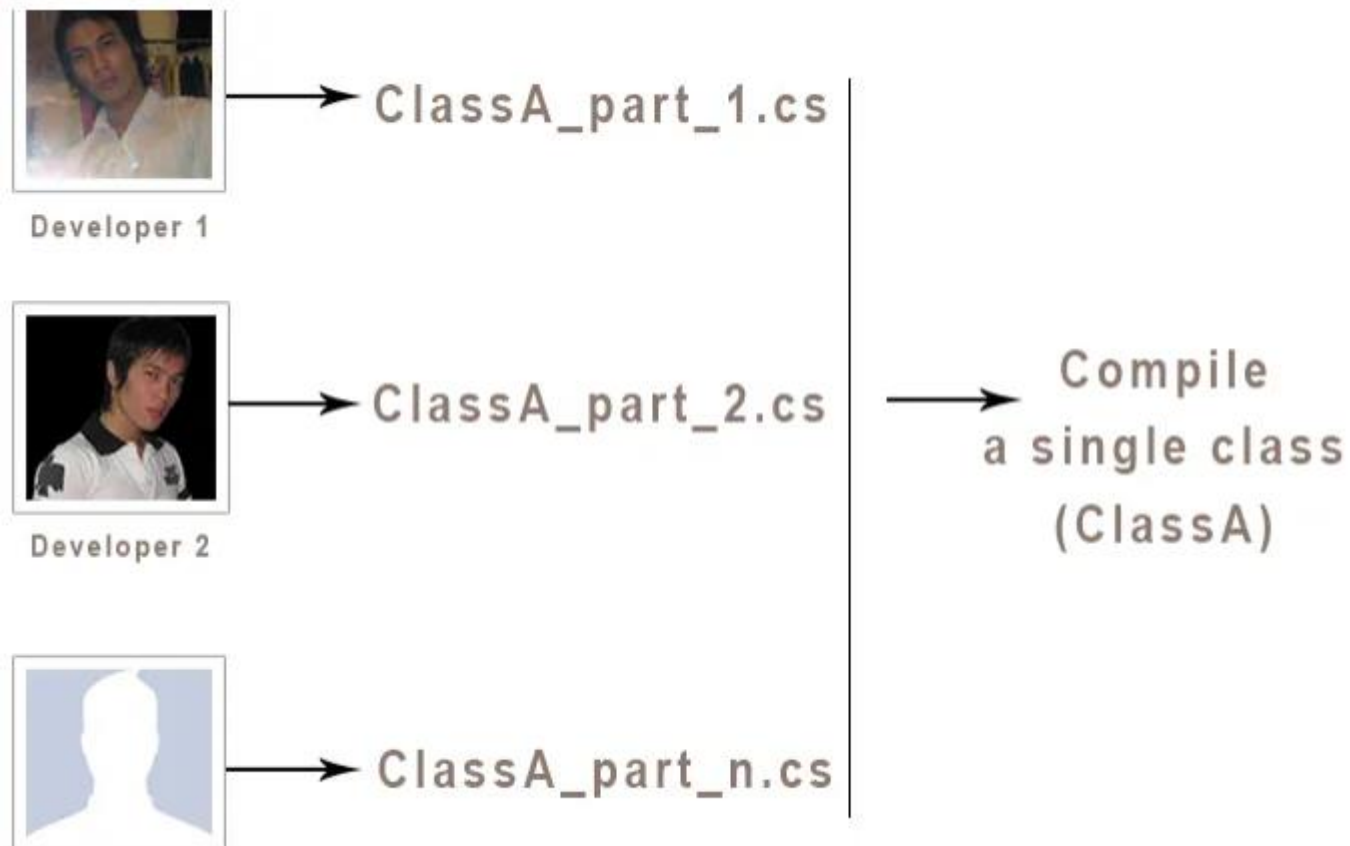 ClassA_part_1.cs
Developer 1
ClassA_part_2.cs
Developer 2
ClassA_part_n.cs
Compile
a single class
(ClassA)